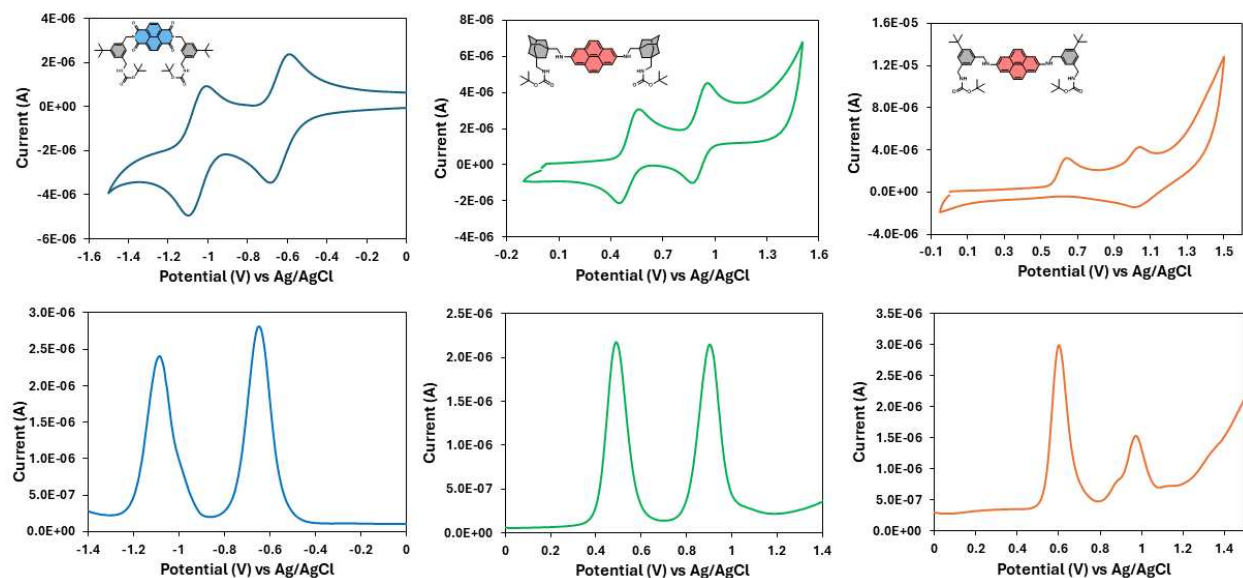 4E-06
2E-06
0E+00
-2E-06
-4E-06
-6E-06
Current (A)
-1.6 -1.4 -1.2 -1 -0.8 -0.6 -0.4 -0.2 0
Potential (V) vs Ag/AgCl
8E-06
6E-06
4E-06
2E-06
0E+00
-2E-06
-4E-06
Current (A)
-0.2 0.1 0.4 0.7 1 1.3 1.6
Potential (V) vs Ag/AgCl
1.6E-05
1.2E-05
8.0E-06
4.0E-06
0.0E+00
-4.0E-06
Current (A)
-0.1 0.1 0.3 0.5 0.7 0.9 1.1 1.3 1.5
Potential (V) vs Ag/AgCl
3.0E-06
2.5E-06
2.0E-06
1.5E-06
1.0E-06
5.0E-07
0.0E+00
Current (A)
-1.4 -1.2 -1 -0.8 -0.6 -0.4 -0.2 0
Potential (V) vs Ag/AgCl
2.5E-06
2.0E-06
1.5E-06
1.0E-06
5.0E-07
0.0E+00
Current (A)
0 0.2 0.4 0.6 0.8 1 1.2 1.4
Potential (V) vs Ag/AgCl
3.5E-06
3.0E-06
2.5E-06
2.0E-06
1.5E-06
1.0E-06
5.0E-07
0.0E+00
Current (A)
0 0.2 0.4 0.6 0.8 1 1.2 1.4
Potential (V) vs Ag/AgCl